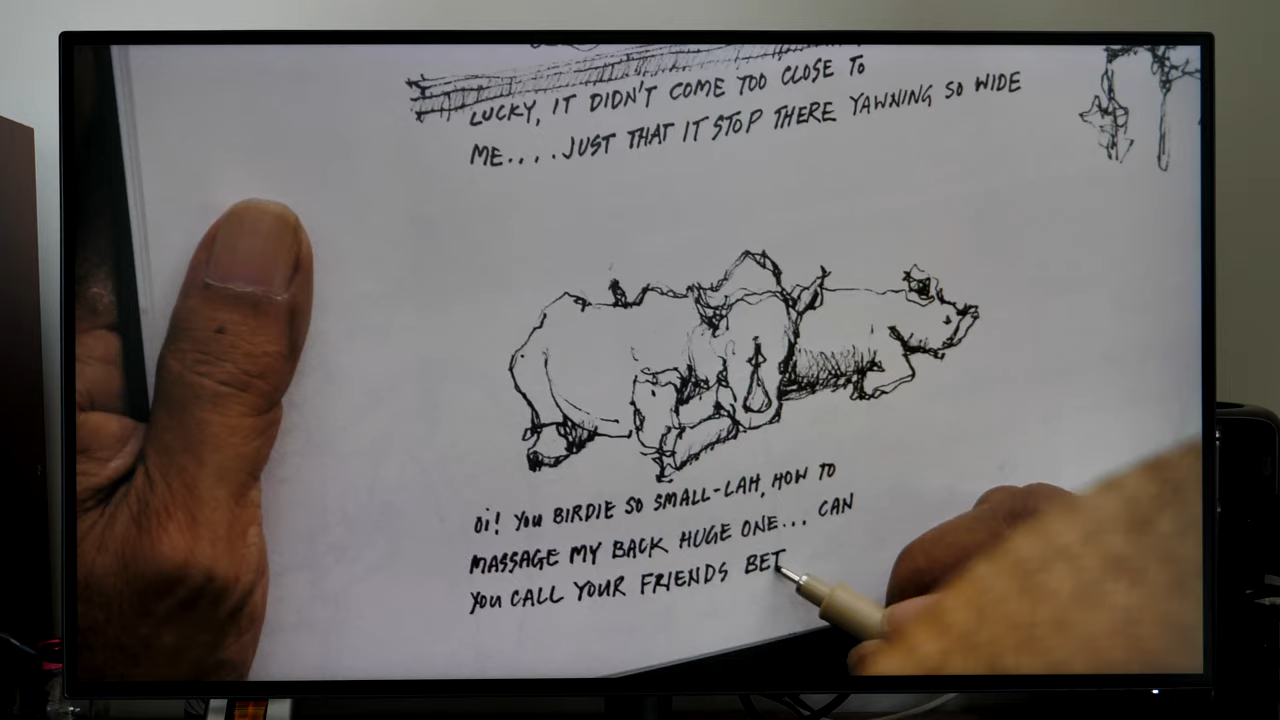 LUCKY, IT DIDN'T COME TOO CLOSE TO
ME....JUST THAT IT STOP THERE YAWNING SO WIDE
Oi! YOU BIRDIE SO SMALL-LAH, HOW TO
MASSAGE MY BACK HUGE ONE... CAN
YOU CALL YOUR FRIENDS BET